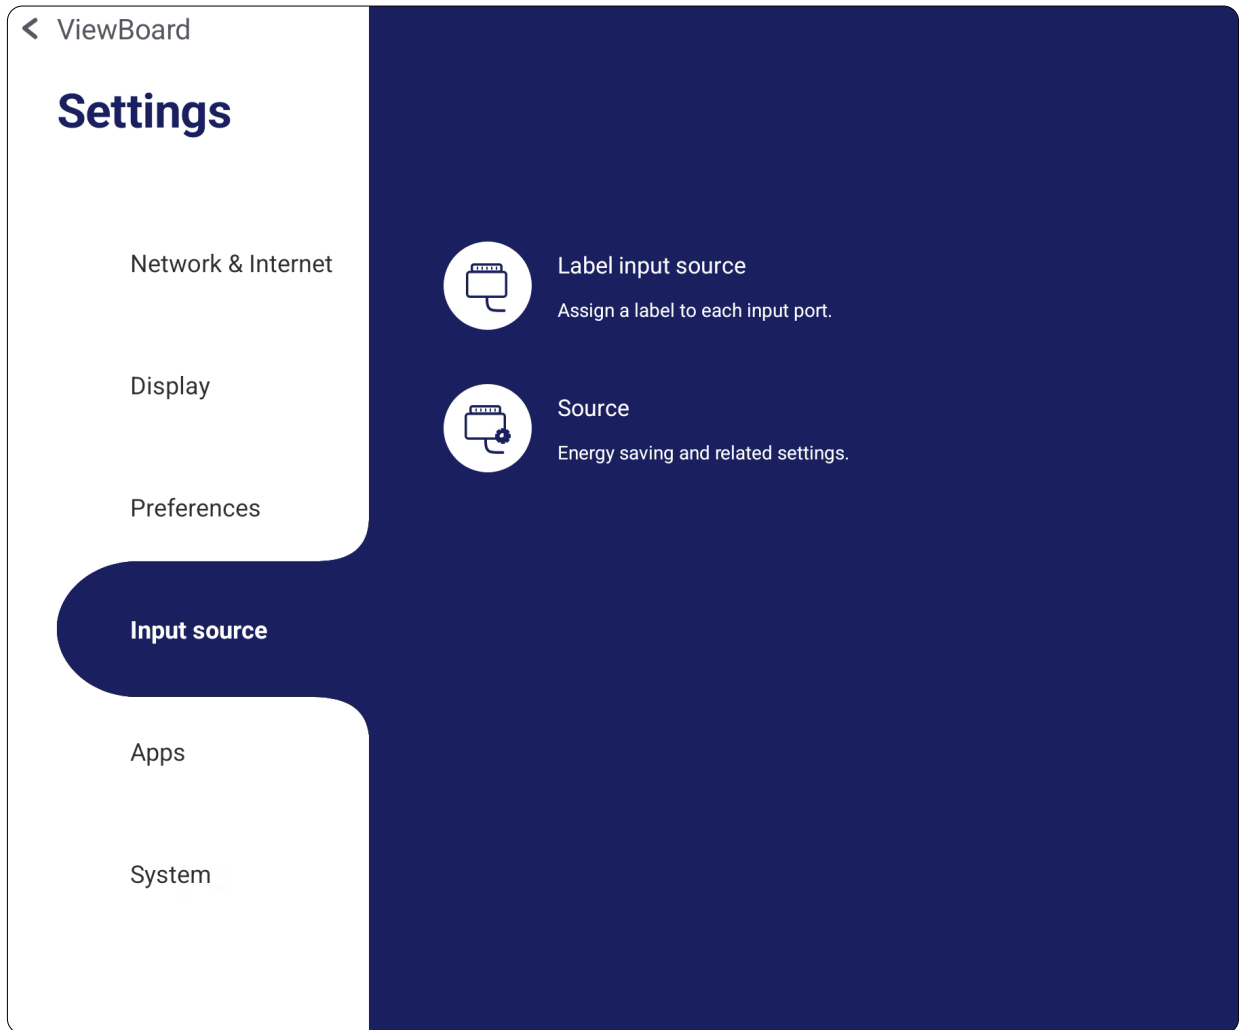 ViewBoard
Settings
Network & Internet
Display
Preferences
Input source
Apps
System
Label input source
Assign a label to each input port.
Source
Energy saving and related settings.